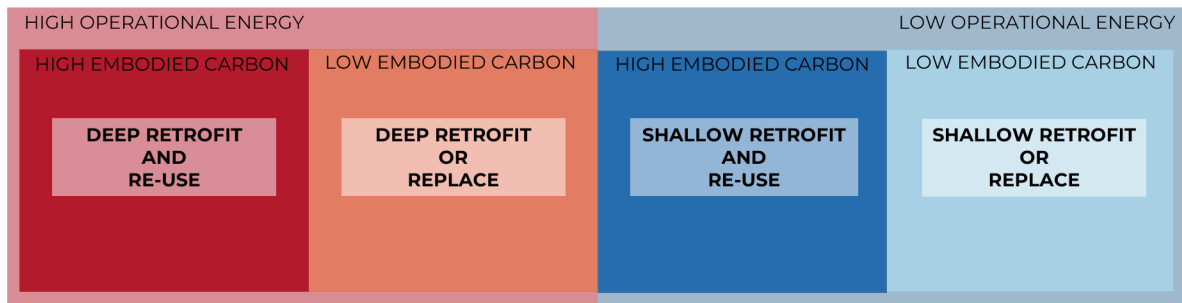 HIGH OPERATIONAL ENERGY
LOW OPERATIONAL ENERGY
HIGH EMBODIED CARBON
LOW EMBODIED CARBON
HIGH EMBODIED CARBON
LOW EMBODIED CARBON
DEEP RETROFIT
AND
RE-USE
DEEP RETROFIT
OR
REPLACE
SHALLOW RETROFIT
AND
RE-USE
SHALLOW RETROFIT
OR
REPLACE